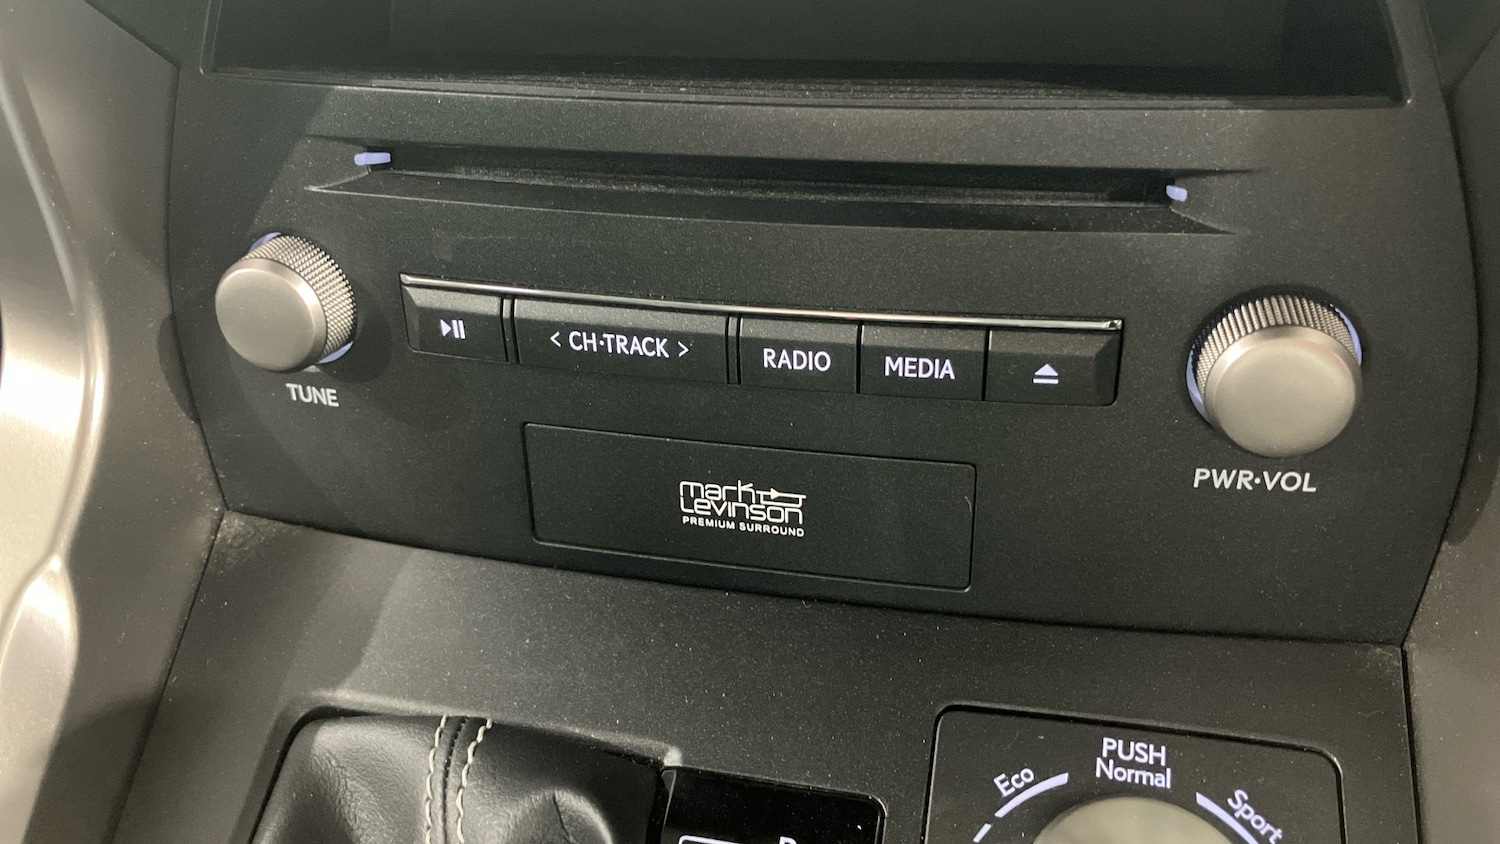 < CH·TRACK >
RADIO
MEDIA
TUNE
PWR·VOL
mark
Levinson
PREMIUM SURROUND
PUSH
Eco
Normal
Sport